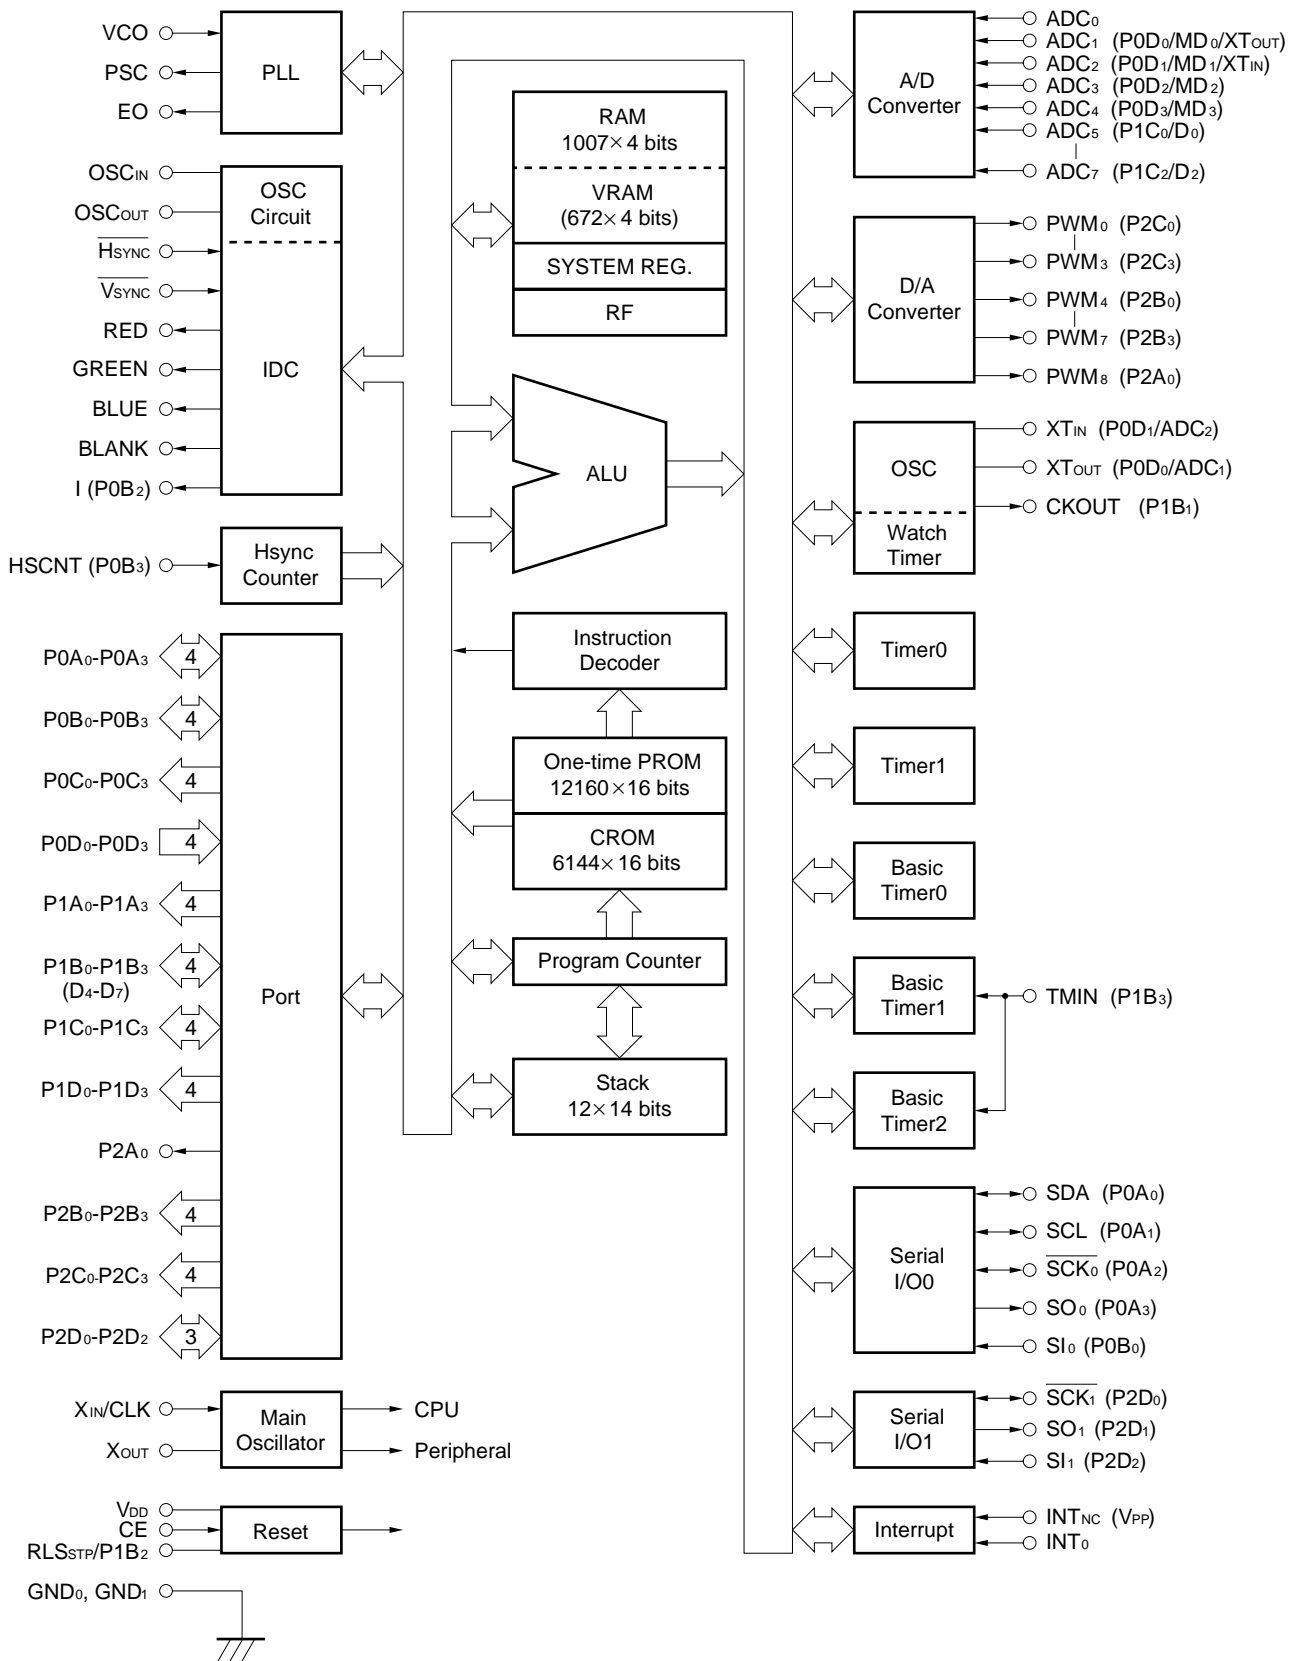 VCO
PSC
EO
PLL
OSCIN
OSCOUT
HSYNC
VSYNC
RED
GREEN
BLUE
BLANK
I (P0B2)
OSC
Circuit
IDC
HSCNT (P0B3)
Hsync
Counter
P0A0-P0A3
4
P0B0-P0B3
4
P0C0-P0C3
4
P0D0-P0D3
4
P1A0-P1A3
4
P1B0-P1B3
(D4-D7)
4
P1C0-P1C3
4
P1D0-P1D3
4
P2A0
P2B0-P2B3
4
P2C0-P2C3
4
P2D0-P2D2
3
Port
XIN/CLK
XOUT
Main
Oscillator
CPU
Peripheral
VDD
CE
RLSSTP/P1B2
Reset
GND0, GND1
RAM
1007×4 bits
VRAM
(672×4 bits)
SYSTEM REG.
RF
ALU
Instruction
Decoder
One-time PROM
12160×16 bits
CROM
6144×16 bits
Program Counter
Stack
12×14 bits
A/D
Converter
ADC0
ADC1 (P0D0/MD0/XTOUT)
ADC2 (P0D1/MD1/XTIN)
ADC3 (P0D2/MD2)
ADC4 (P0D3/MD3)
ADC5 (P1C0/D0)
ADC7 (P1C2/D2)
D/A
Converter
PWM0 (P2C0)
PWM3 (P2C3)
PWM4 (P2B0)
PWM7 (P2B3)
PWM8 (P2A0)
OSC
Watch
Timer
XTIN (P0D1/ADC2)
XTOUT (P0D0/ADC1)
CKOUT (P1B1)
Timer0
Timer1
Basic
Timer0
Basic
Timer1
TMIN (P1B3)
Basic
Timer2
Serial
I/O0
SDA (P0A0)
SCL (P0A1)
SCK0 (P0A2)
SO0 (P0A3)
SI0 (P0B0)
Serial
I/O1
SCK1 (P2D0)
SO1 (P2D1)
SI1 (P2D2)
Interrupt
INTNC (VPP)
INT0